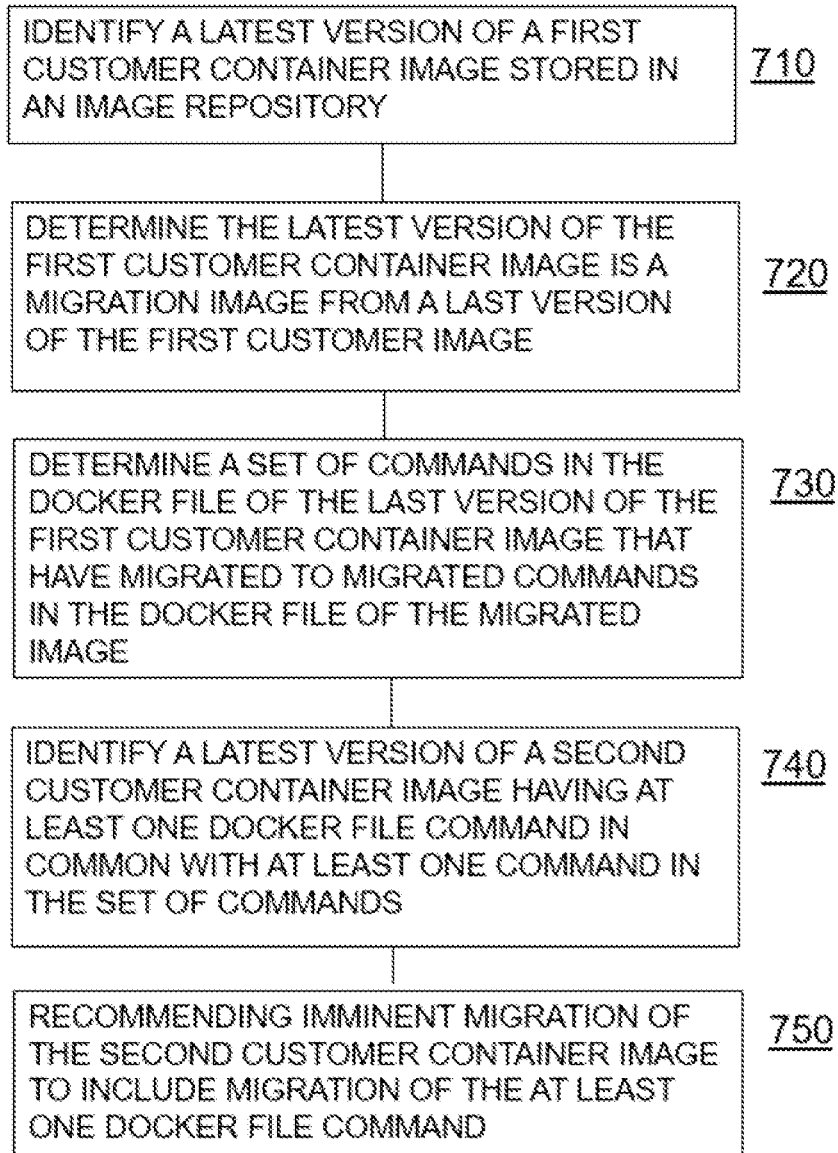 IDENTIFY A LATEST VERSION OF A FIRST
CUSTOMER CONTAINER IMAGE STORED IN
AN IMAGE REPOSITORY
710
DETERMINE THE LATEST VERSION OF THE
FIRST CUSTOMER CONTAINER IMAGE IS A
MIGRATION IMAGE FROM A LAST VERSION
OF THE FIRST CUSTOMER IMAGE
720
DETERMINE A SET OF COMMANDS IN THE
DOCKER FILE OF THE LAST VERSION OF THE
FIRST CUSTOMER CONTAINER IMAGE THAT
HAVE MIGRATED TO MIGRATED COMMANDS
IN THE DOCKER FILE OF THE MIGRATED
IMAGE
730
IDENTIFY A LATEST VERSION OF A SECOND
CUSTOMER CONTAINER IMAGE HAVING AT
LEAST ONE DOCKER FILE COMMAND IN
COMMON WITH AT LEAST ONE COMMAND IN
THE SET OF COMMANDS
740
RECOMMENDING IMMINENT MIGRATION OF
THE SECOND CUSTOMER CONTAINER IMAGE
TO INCLUDE MIGRATION OF THE AT LEAST
ONE DOCKER FILE COMMAND
750